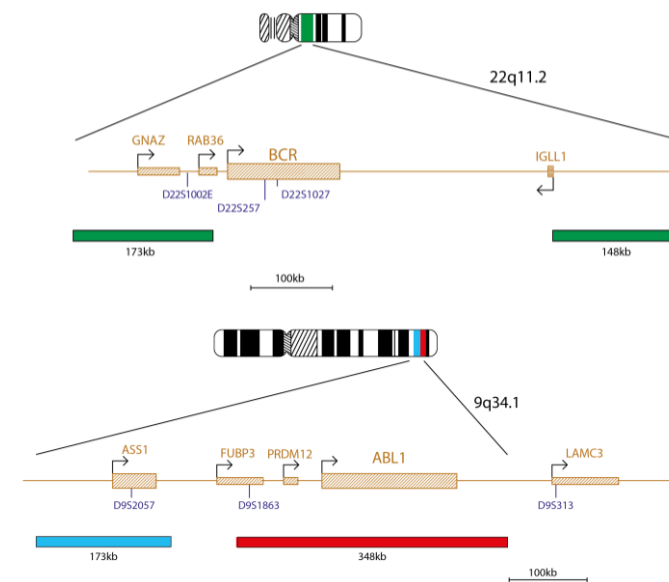 22q11.2
GNAZ RAB36 BCR IGLL1
D22S1002E D22S1027
D22S257
173kb 148kb
100kb
9q34.1
ASS1 FUBP3 PRDM12 ABL1 LAMC3
D9S2057 D9S1863 D9S313
173kb 348kb
100kb